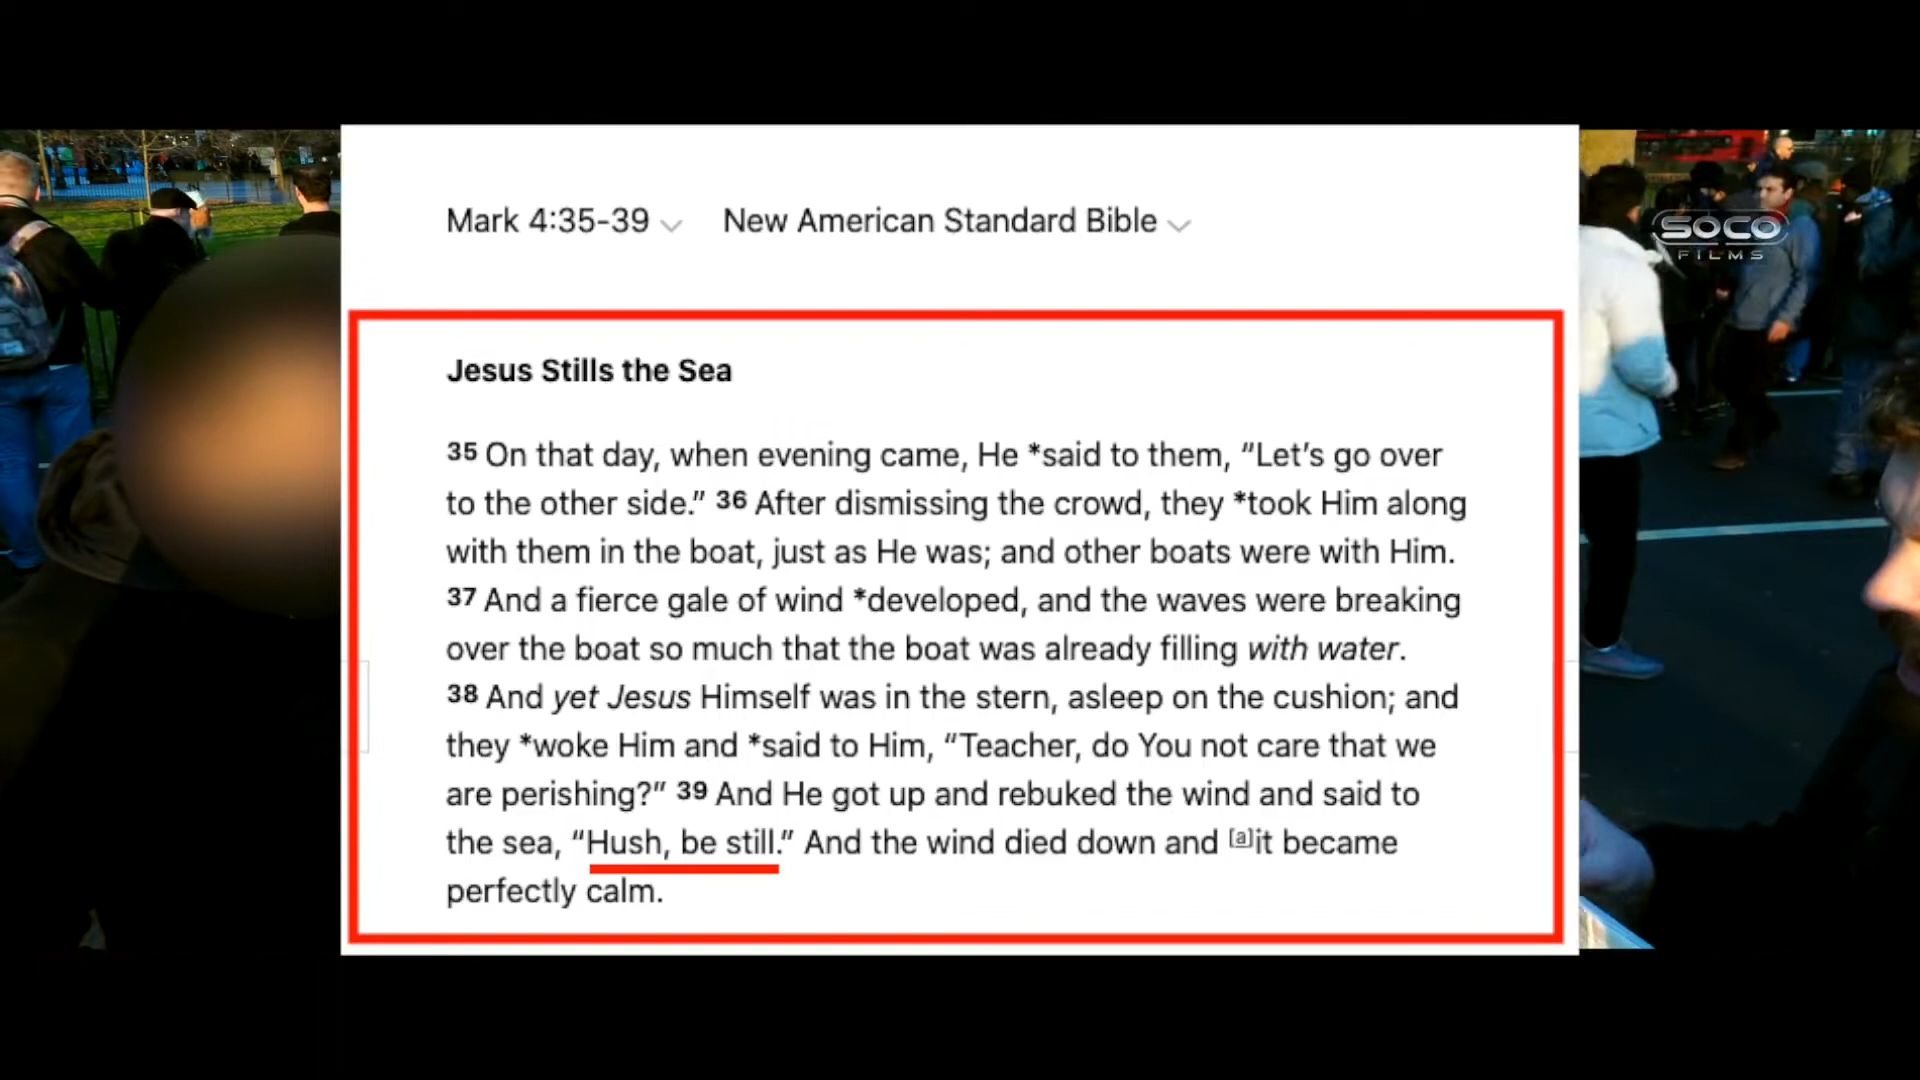 Mark 4:35-39 New American Standard Bible
SOCO
FILMS
Jesus Stills the Sea
35 On that day, when evening came, He *said to them, “Let’s go over
to the other side.” 36 After dismissing the crowd, they *took Him along
with them in the boat, just as He was; and other boats were with Him.
37 And a fierce gale of wind *developed, and the waves were breaking
over the boat so much that the boat was already filling with water.
38 And yet Jesus Himself was in the stern, asleep on the cushion; and
they *woke Him and *said to Him, “Teacher, do You not care that we
are perishing?” 39 And He got up and rebuked the wind and said to
the sea, “Hush, be still.” And the wind died down and [a]it became
perfectly calm.